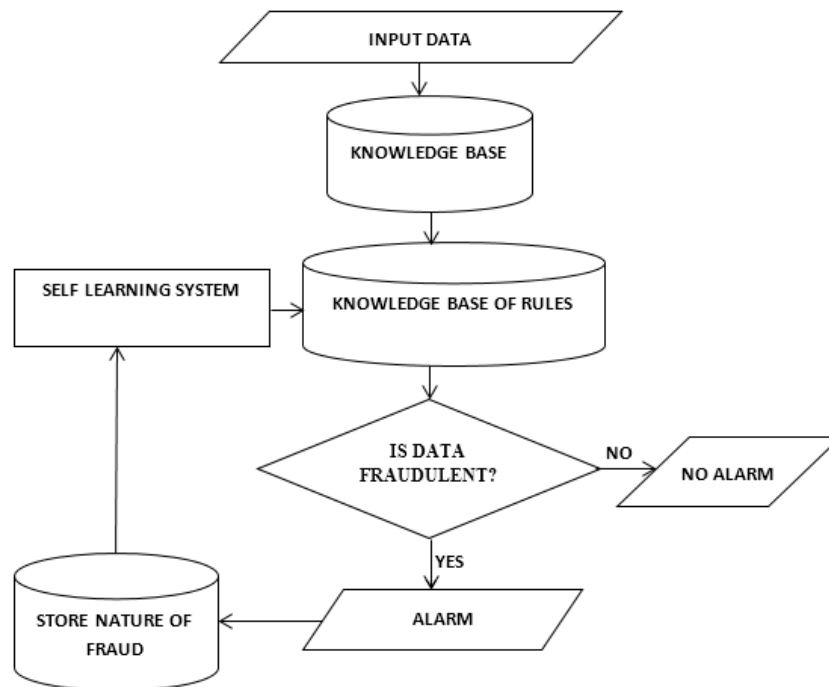 INPUT DATA
KNOWLEDGE BASE
SELF LEARNING SYSTEM
KNOWLEDGE BASE OF RULES
IS DATA
FRAUDULENT?
NO
NO ALARM
YES
ALARM
STORE NATURE OF
FRAUD